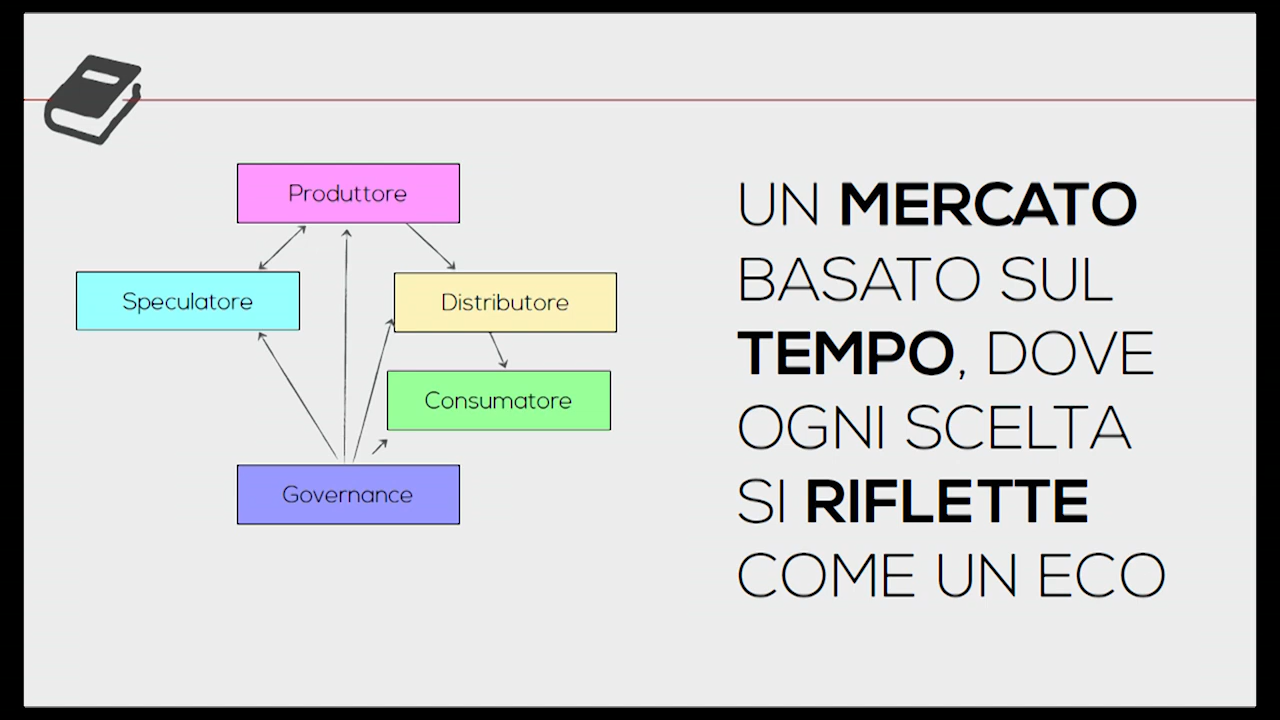 Produttore
Speculatore
Distributore
Consumatore
Governance
UN MERCATO
BASATO SUL
TEMPO, DOVE
OGNI SCELTA
SI RIFLETTE
COME UN ECO